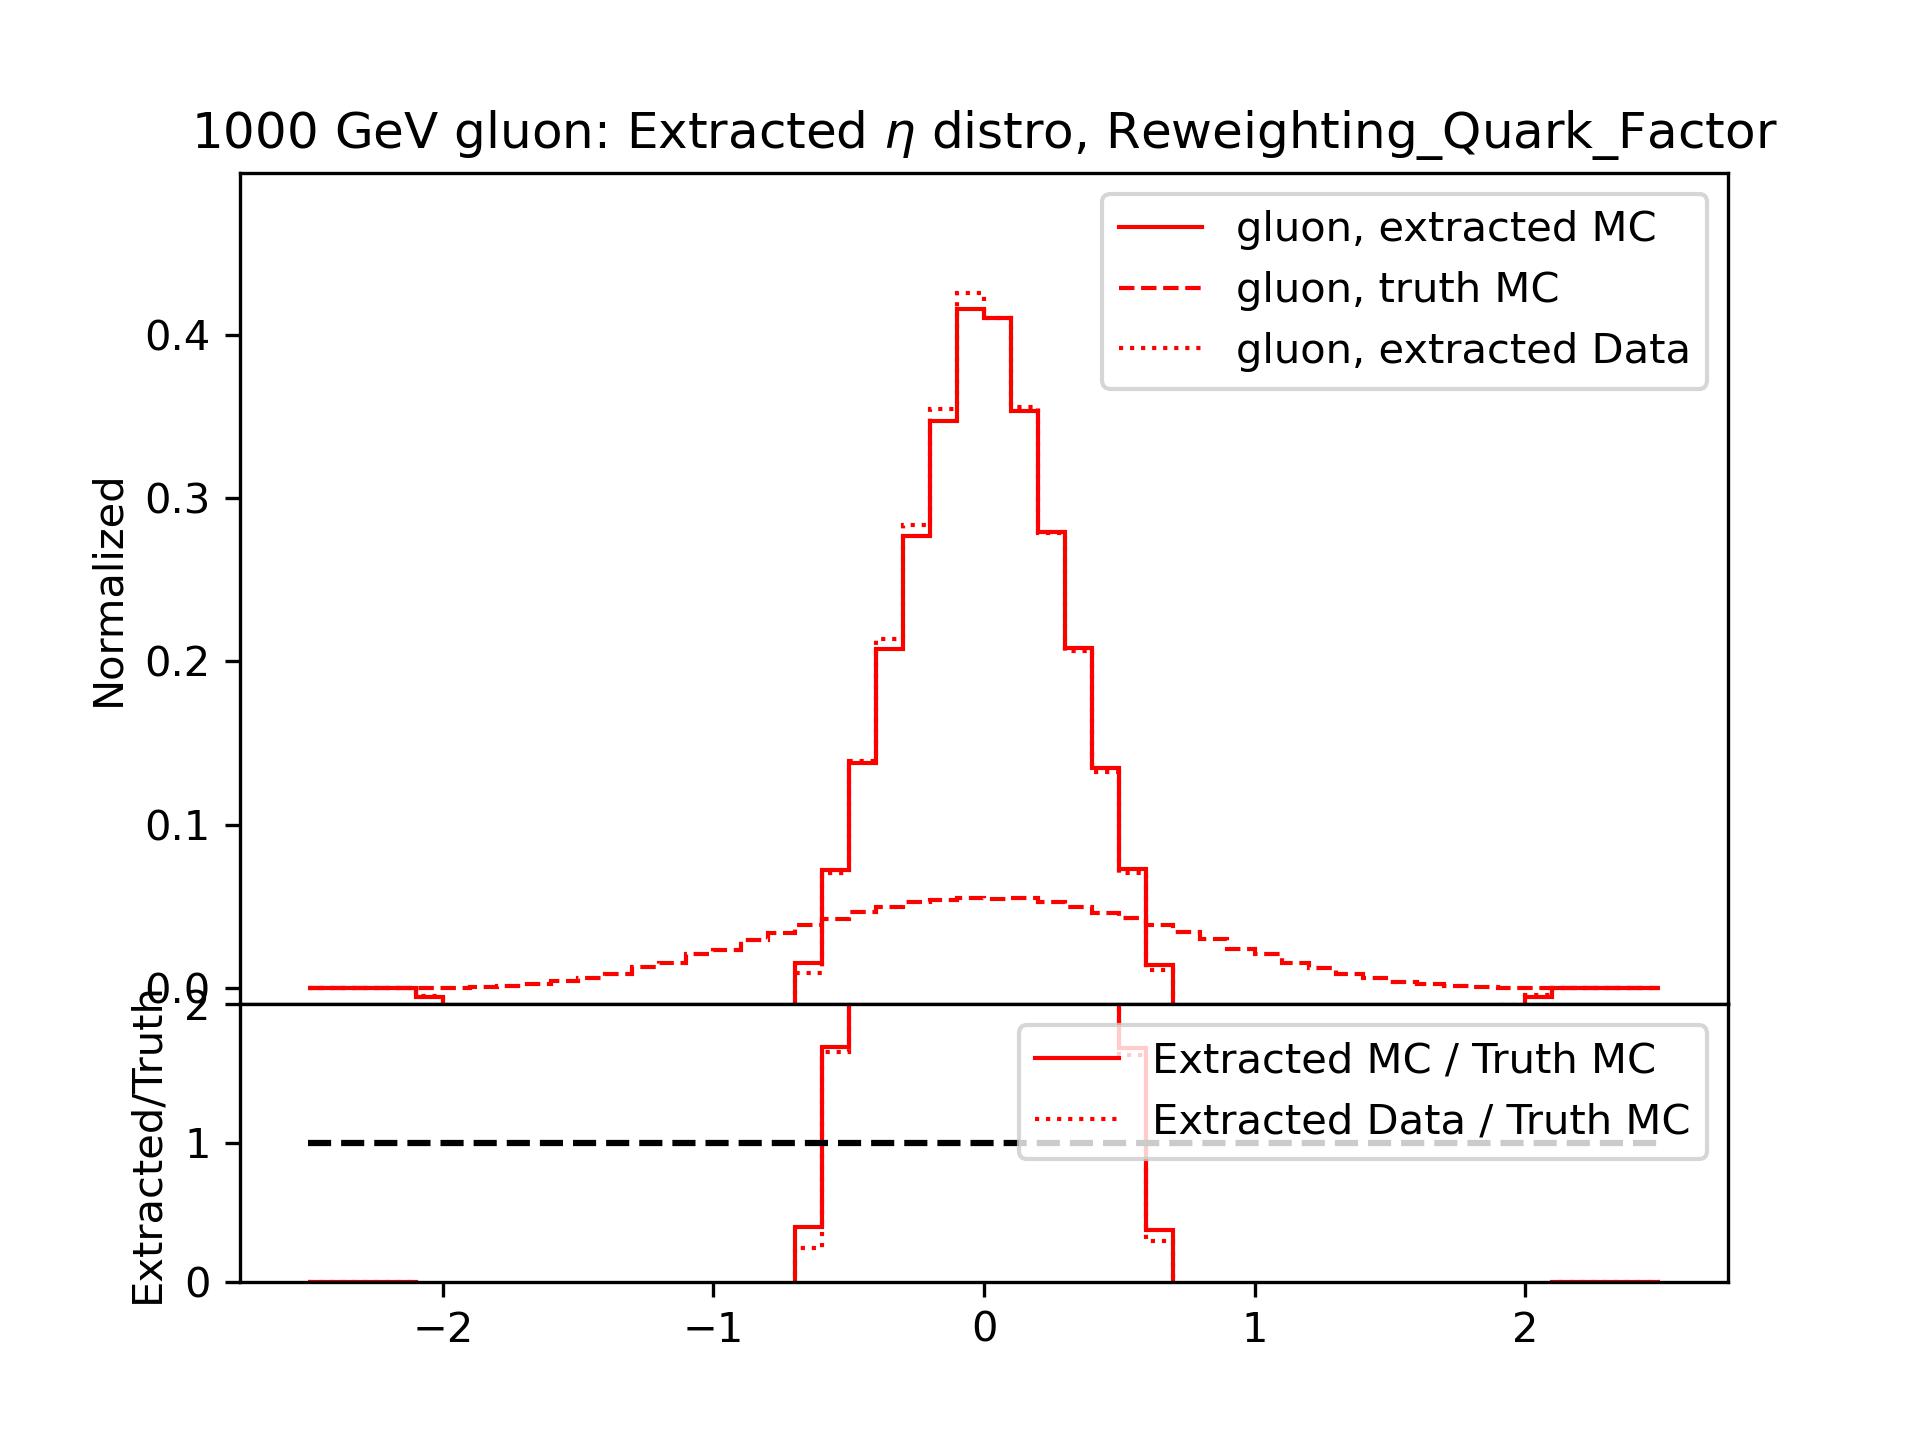 1000 GeV gluon: Extracted η distro, Reweighting_Quark_Factor
gluon, extracted MC
gluon, truth MC
gluon, extracted Data
Normalized
0.4
0.3
0.2
0.1
0.0
Extracted/Truth
2
1
0
Extracted MC / Truth MC
Extracted Data / Truth MC
−2 −1 0 1 2